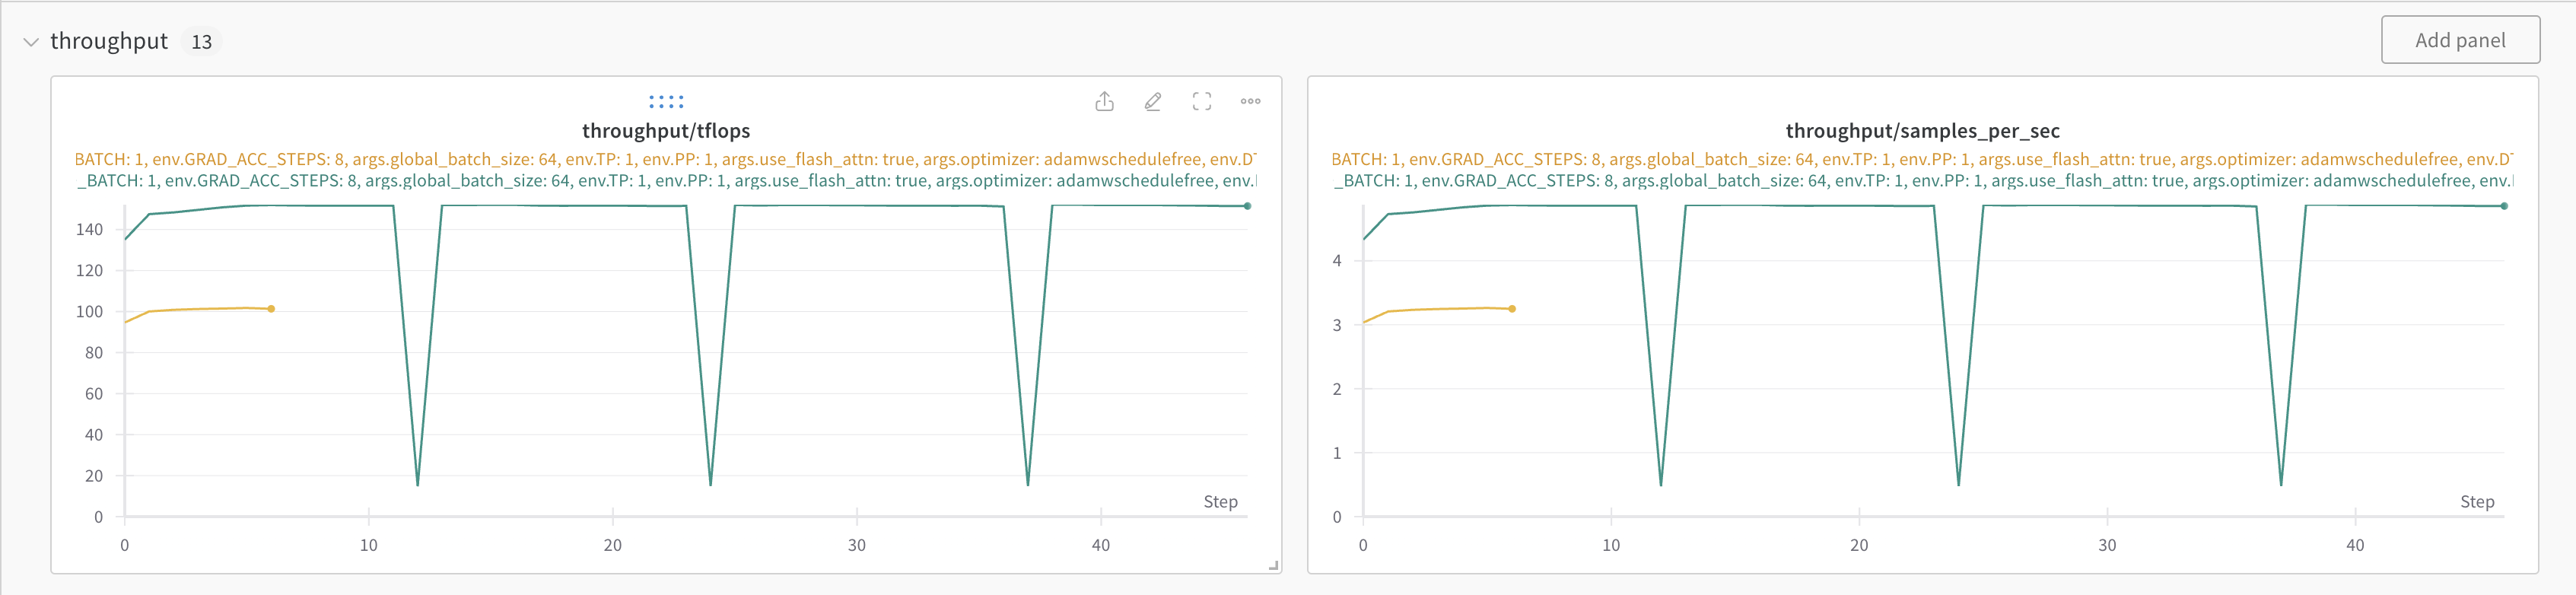 throughput 13
Add panel
throughput/tflops
BATCH: 1, env.GRAD_ACC_STEPS: 8, args.global_batch_size: 64, env.TP: 1, env.PP: 1, args.use_flash_attn: true, args.optimizer: adamwschedulefree, env.DT
_BATCH: 1, env.GRAD_ACC_STEPS: 8, args.global_batch_size: 64, env.TP: 1, env.PP: 1, args.use_flash_attn: true, args.optimizer: adamwschedulefree, env.
140
120
100
80
60
40
20
0
Step
0 10 20 30 40
throughput/samples_per_sec
BATCH: 1, env.GRAD_ACC_STEPS: 8, args.global_batch_size: 64, env.TP: 1, env.PP: 1, args.use_flash_attn: true, args.optimizer: adamwschedulefree, env.DT
_BATCH: 1, env.GRAD_ACC_STEPS: 8, args.global_batch_size: 64, env.TP: 1, env.PP: 1, args.use_flash_attn: true, args.optimizer: adamwschedulefree, env.
4
3
2
1
0
Step
0 10 20 30 40